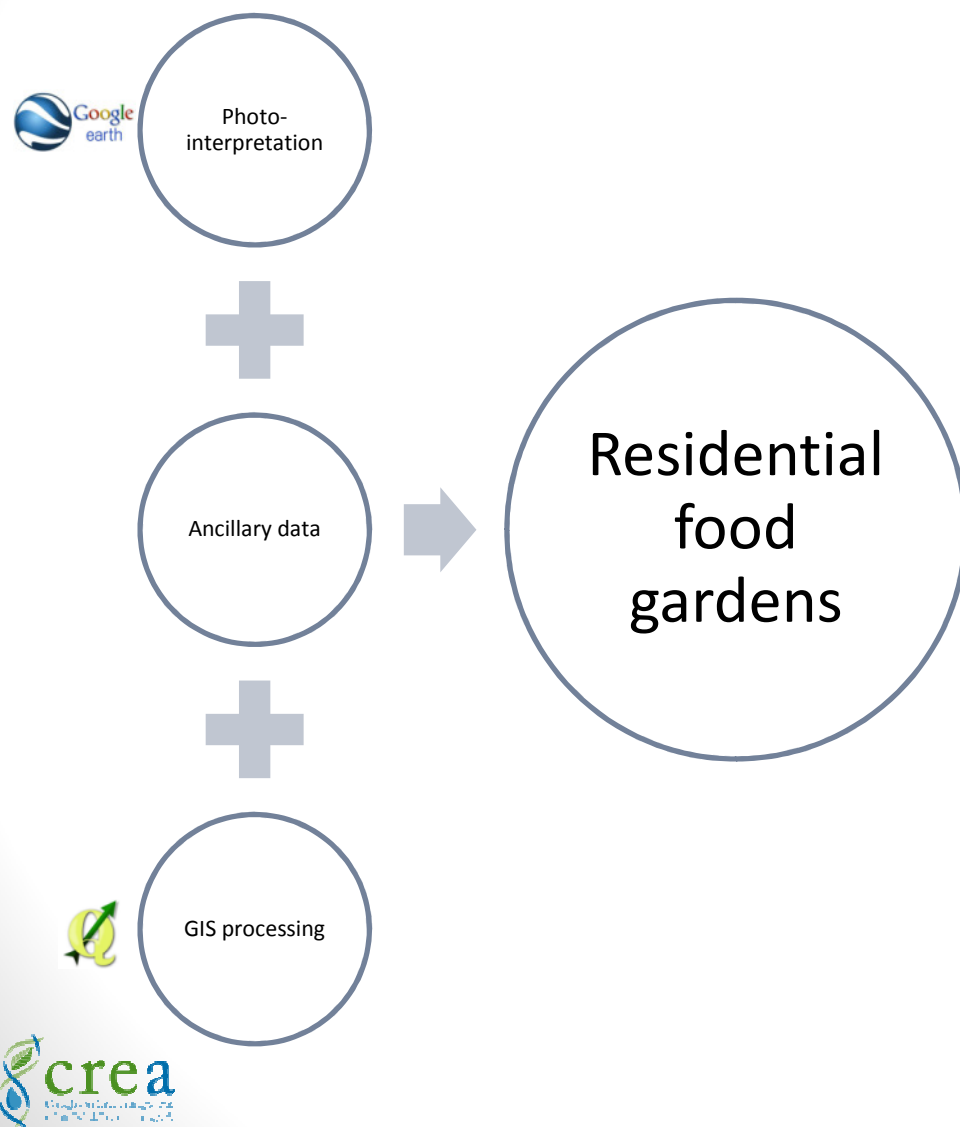 Google
earth
Photo-
interpretation
Ancillary data
Residential
food
gardens
GIS processing
crea